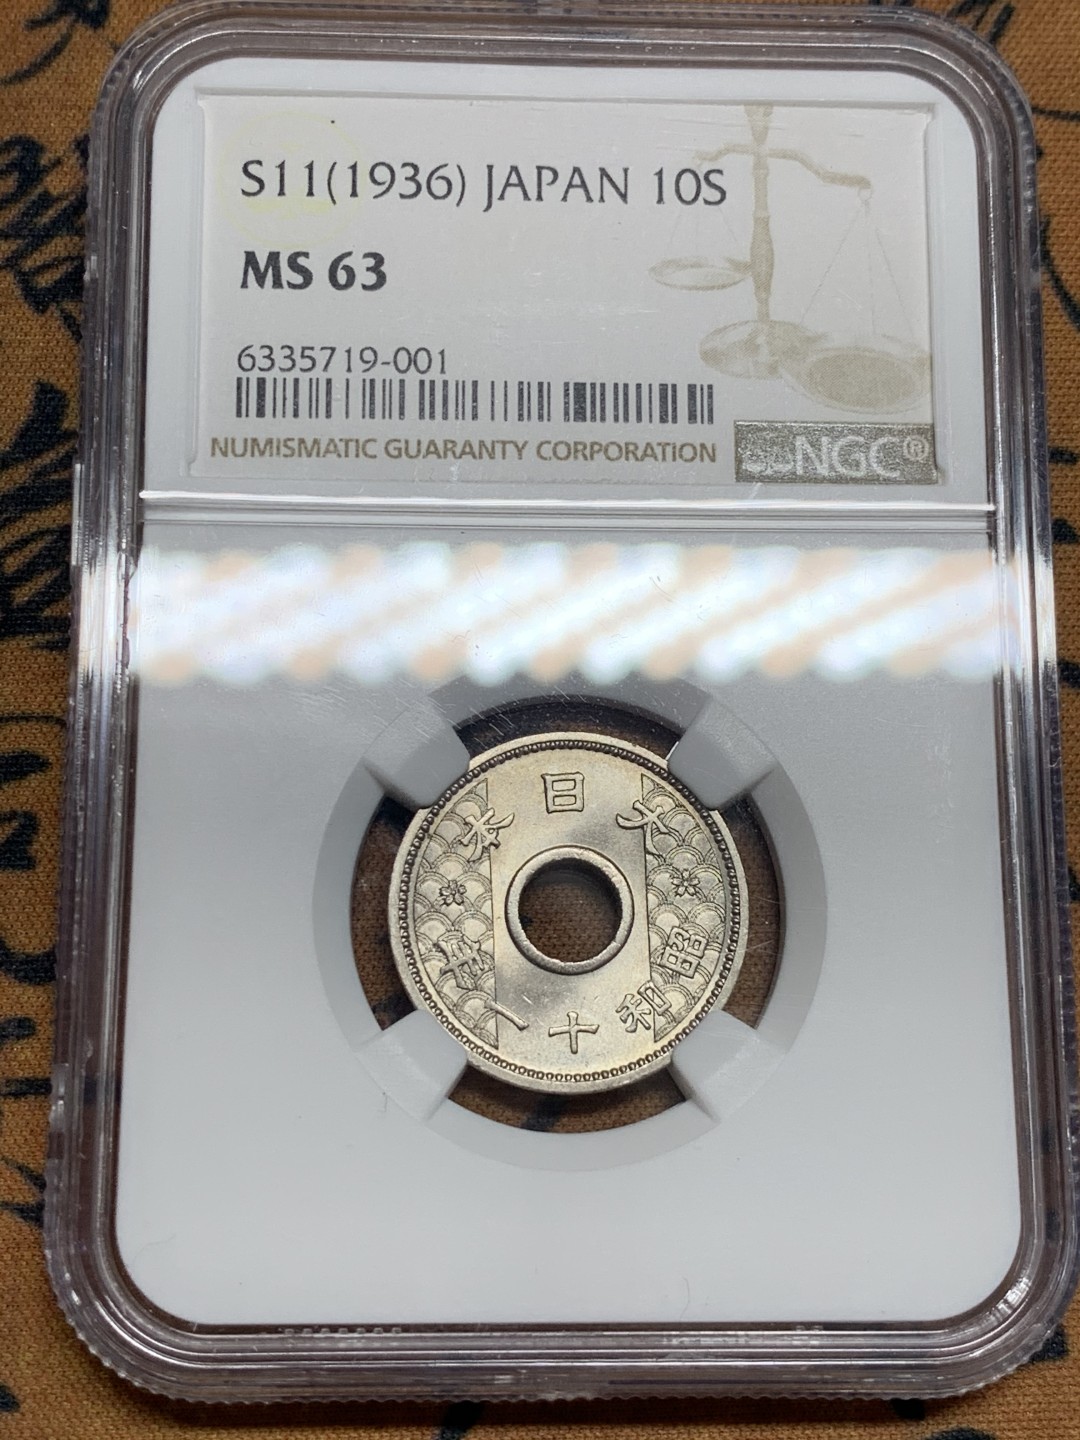 S11(1936) JAPAN 10S
MS 63
6335719-001
NUMISMATIC GUARANTY CORPORATION
NGC®
大日本
昭和十一年